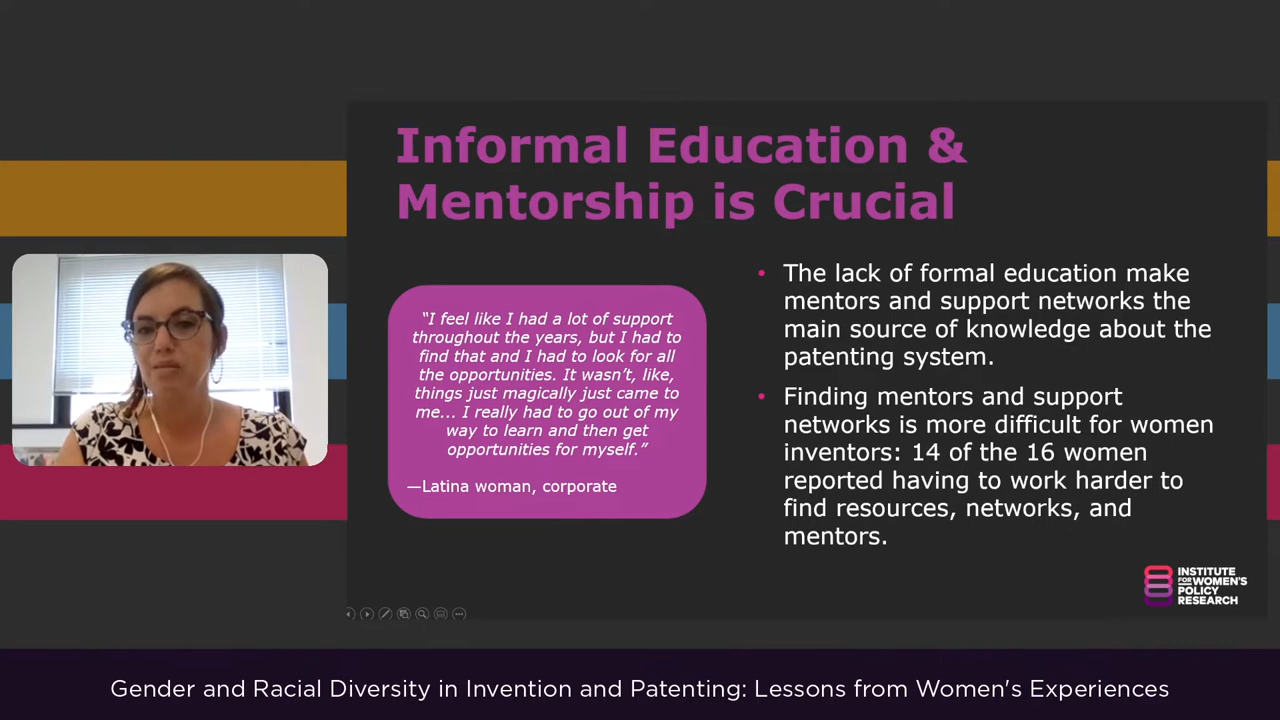 Informal Education &
Mentorship is Crucial
“I feel like I had a lot of support
throughout the years, but I had to
find that and I had to look for all
the opportunities. It wasn’t, like,
things just magically just came to
me... I really had to go out of my
way to learn and then get
opportunities for myself.”
—Latina woman, corporate
• The lack of formal education make
mentors and support networks the
main source of knowledge about the
patenting system.
• Finding mentors and support
networks is more difficult for women
inventors: 14 of the 16 women
reported having to work harder to
find resources, networks, and
mentors.
INSTITUTE
FOR WOMEN'S
POLICY
RESEARCH
Gender and Racial Diversity in Invention and Patenting: Lessons from Women's Experiences